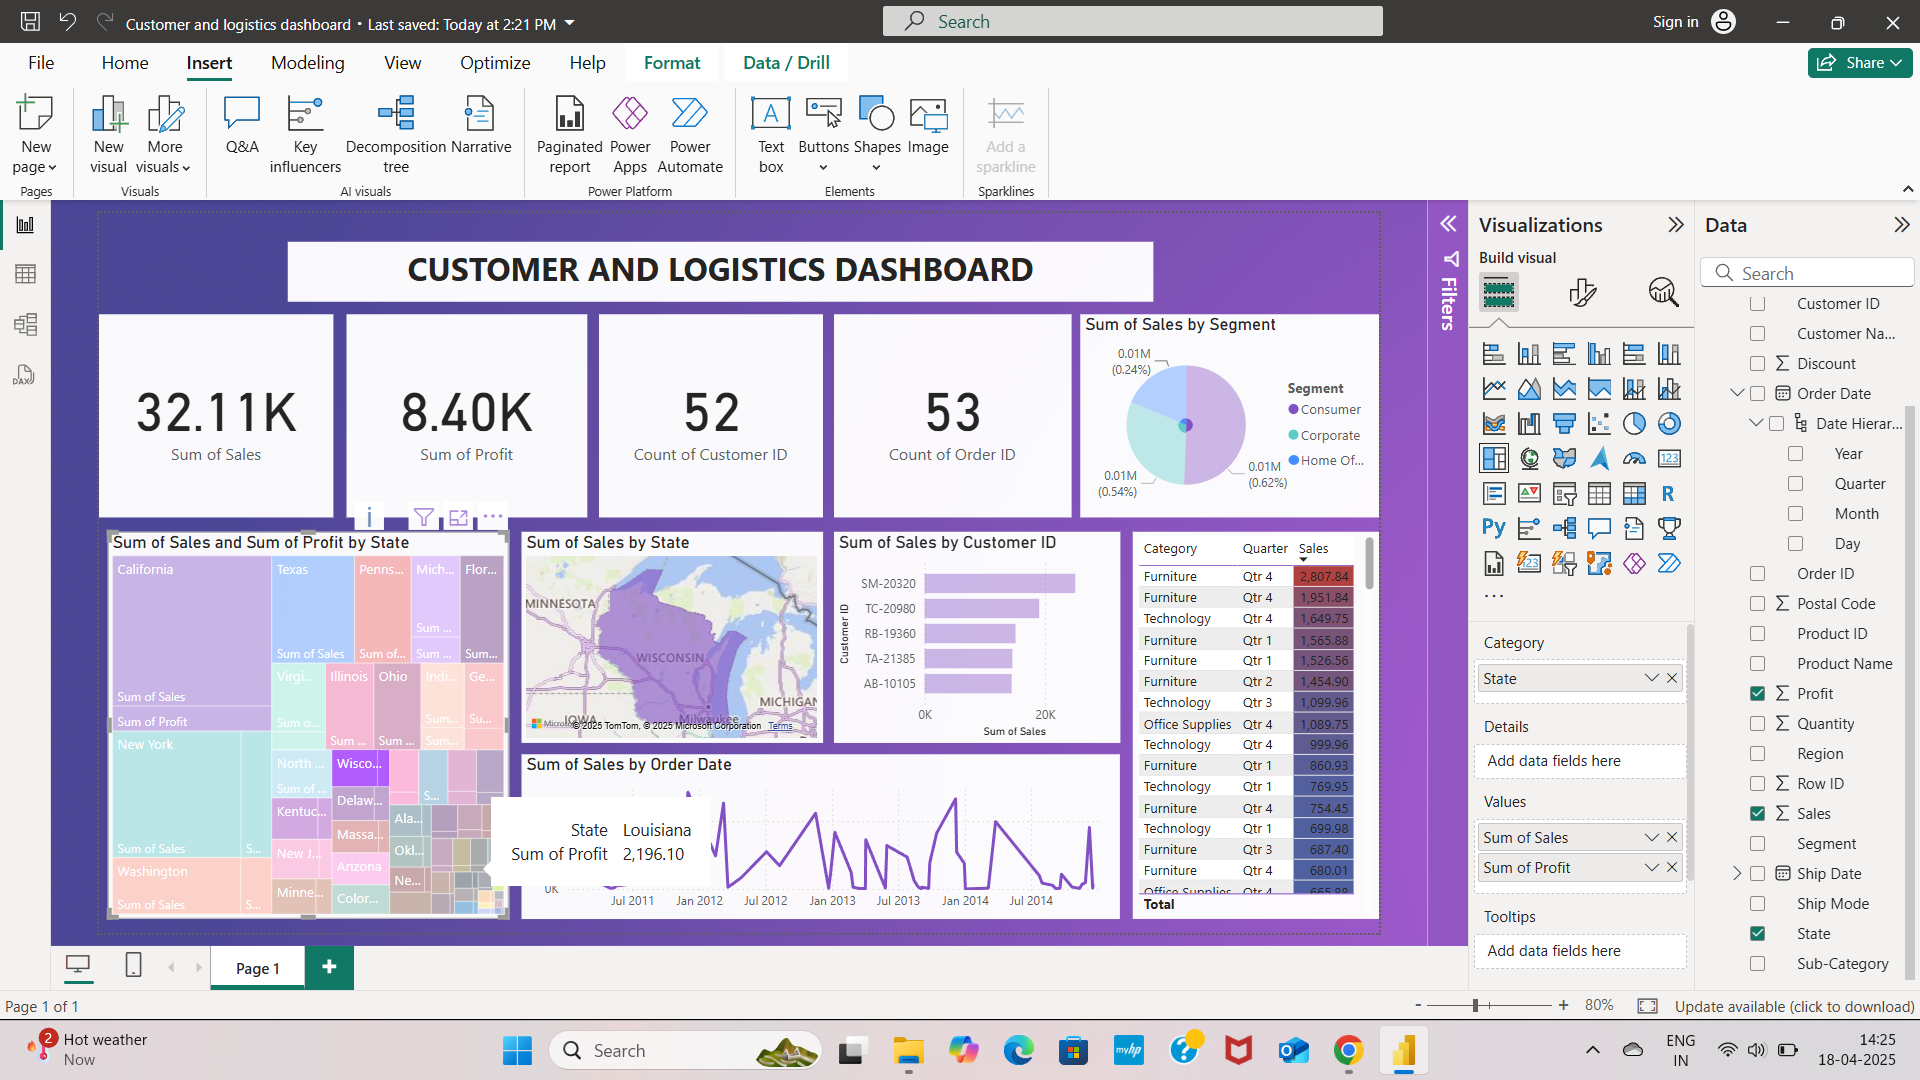 Customer and logistics dashboard • Last saved: Today at 2:21 PM
Search
Sign in
File Home Insert Modeling View Optimize Help Format Data / Drill
Share
New page
New visual
More visuals
Q&A
Key influencers
Decomposition tree
Narrative
Paginated report
Power Apps
Power Automate
Text box
Buttons
Shapes
Image
Add a sparkline
Pages
Visuals
AI visuals
Power Platform
Elements
Sparklines
CUSTOMER AND LOGISTICS DASHBOARD
32.11K
Sum of Sales
8.40K
Sum of Profit
52
Count of Customer ID
53
Count of Order ID
Sum of Sales by Segment
0.01M
(0.24%)
0.01M
(0.54%)
0.01M
(0.62%)
Segment
Consumer
Corporate
Home Of...
Sum of Sales and Sum of Profit by State
California
Sum of Sales
Sum of Profit
New York
Sum of Sales
S...
Washington
Sum of Sales
S...
Texas
Sum of Sales
Penns...
Sum of...
Mich...
Sum ...
Sum ...
Flor...
Sum...
Virgi...
Sum o...
Illinois
Sum ...
Ohio
Sum ...
Indi...
Sum...
Sum...
Ge...
Su...
North ...
Sum of ...
Wisco...
S...
Kentuc...
Delaw...
Ala...
New J...
Massa...
Okl...
Arizona
Minne...
Color...
Ne...
State Louisiana
Sum of Profit 2,196.10
Sum of Sales by State
MINNESOTA
WISCONSIN
MICHIGAN
IOWA
Milwaukee
Microsoft
© 2025 TomTom, © 2025 Microsoft Corporation Terms
Sum of Sales by Customer ID
Customer ID
SM-20320
TC-20980
RB-19360
TA-21385
AB-10105
0K 20K
Sum of Sales
Sum of Sales by Order Date
0K
Jul 2011 Jan 2012 Jul 2012 Jan 2013 Jul 2013 Jan 2014 Jul 2014
Category Quarter Sales
Furniture Qtr 4 2,807.84
Furniture Qtr 4 1,951.84
Technology Qtr 4 1,649.75
Furniture Qtr 1 1,565.88
Furniture Qtr 1 1,526.56
Furniture Qtr 2 1,454.90
Technology Qtr 3 1,099.96
Office Supplies Qtr 4 1,089.75
Technology Qtr 4 999.96
Furniture Qtr 1 860.93
Technology Qtr 1 769.95
Furniture Qtr 4 754.45
Technology Qtr 1 699.98
Furniture Qtr 3 687.40
Furniture Qtr 4 680.01
Office Supplies Qtr 4 665.88
Total
Filters
Visualizations
Build visual
123
R
Py
123
...
Category
State
Details
Add data fields here
Values
Sum of Sales
Sum of Profit
Tooltips
Add data fields here
Data
Search
Customer ID
Customer Na...
Discount
Order Date
Date Hierar...
Year
Quarter
Month
Day
Order ID
Postal Code
Product ID
Product Name
Profit
Quantity
Region
Row ID
Sales
Segment
Ship Date
Ship Mode
State
Sub-Category
Page 1
Page 1 of 1
- + 80%
Update available (click to download)
2
Hot weather
Now
Search
myhp
ENG
IN
14:25
18-04-2025